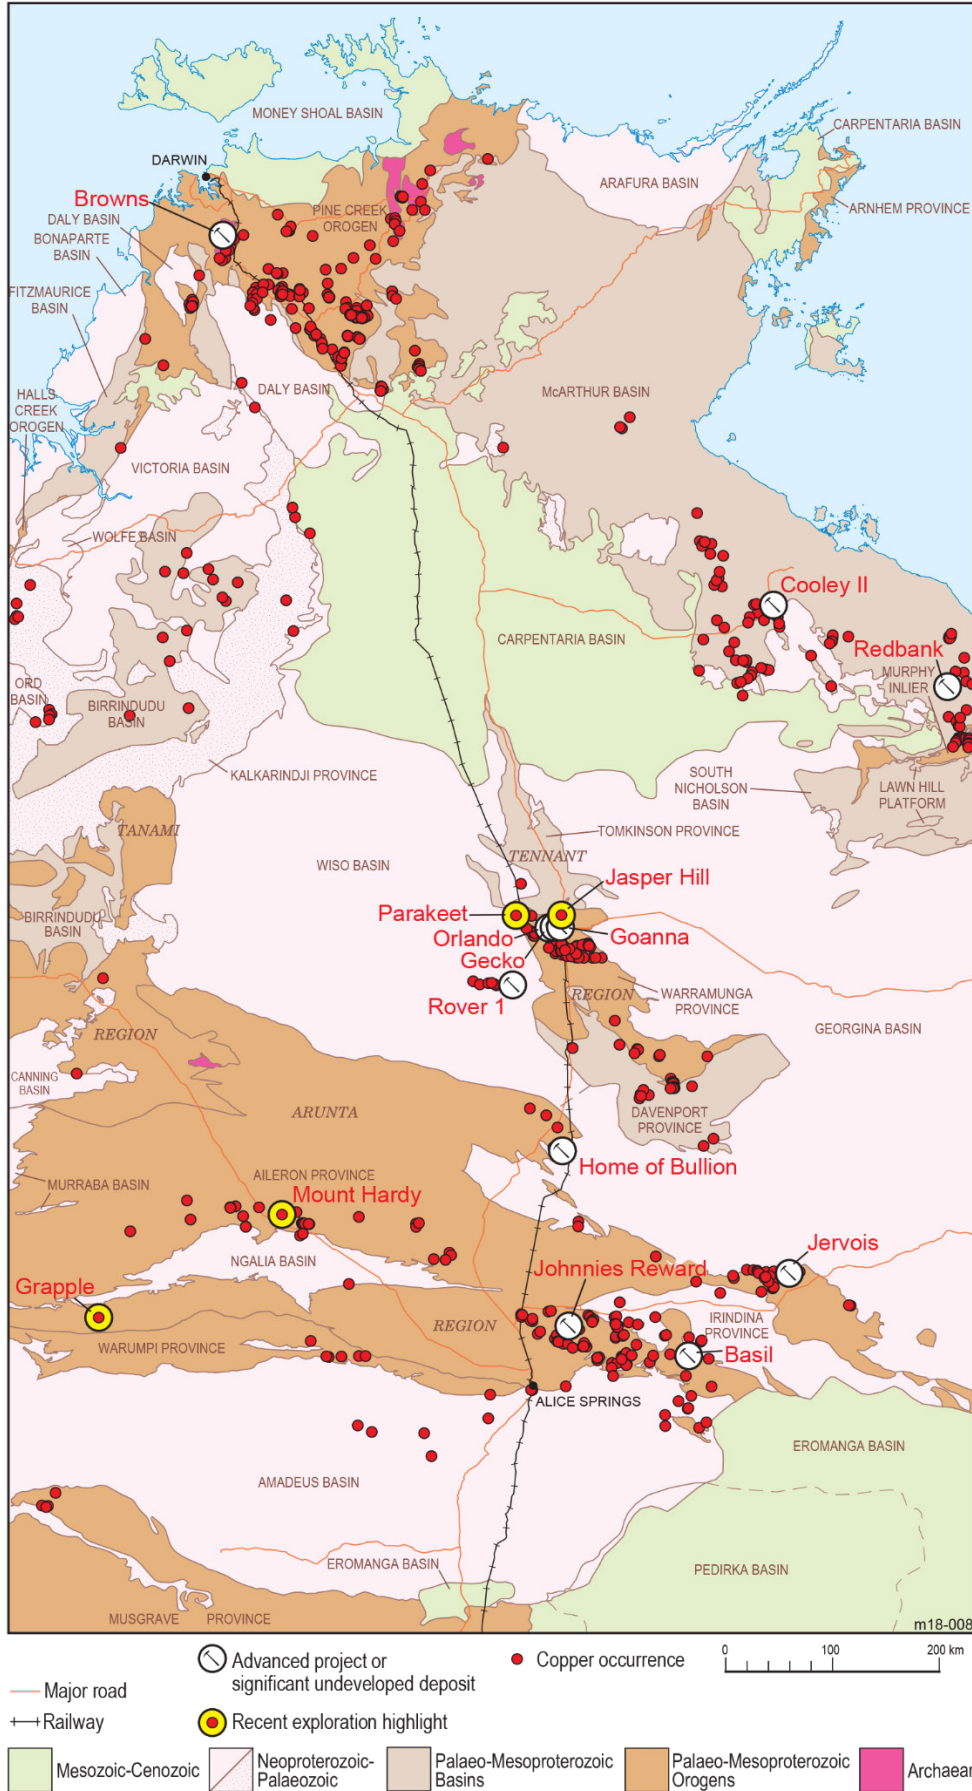 MONEY SHOAL BASIN
CARPENTARIA BASIN
DARWIN
ARAFURA BASIN
Browns
PINE CREEK
OROGEN
ARNHEM PROVINCE
DALY BASIN
BONAPARTE
BASIN
FITZMAURICE
BASIN
HALLS
CREEK
OROGEN
DALY BASIN
McARTHUR BASIN
VICTORIA BASIN
WOLFE BASIN
Cooley II
CARPENTARIA BASIN
Redbank
MURPHY
INLIER
ORD
BASIN
BIRRINDUDU
BASIN
KALKARINDJI PROVINCE
SOUTH
NICHOLSON
BASIN
LAWN HILL
PLATFORM
TANAMI
TOMKINSON PROVINCE
WISO BASIN
TENNANT
Jasper Hill
BIRRINDUDU
BASIN
Parakeet
Orlando
Goanna
Gecko
Rover 1
REGION
WARRAMUNGA
PROVINCE
REGION
GEORGINA BASIN
CANNING
BASIN
ARUNTA
DAVENPORT
PROVINCE
Home of Bullion
AILERON PROVINCE
MURRABA BASIN
Mount Hardy
NGALIA BASIN
Jervois
Johnnies Reward
Grapple
REGION
IRINDINA
PROVINCE
WARUMPI PROVINCE
Basil
ALICE SPRINGS
EROMANGA BASIN
AMADEUS BASIN
EROMANGA BASIN
PEDIRKA BASIN
MUSGRAVE PROVINCE
m18-008
Advanced project or
significant undeveloped deposit
Copper occurrence
0 100 200 km
Major road
Railway
Recent exploration highlight
Mesozoic-Cenozoic
Neoproterozoic-
Palaeozoic
Palaeo-Mesoproterozoic
Basins
Palaeo-Mesoproterozoic
Orogens
Archaean